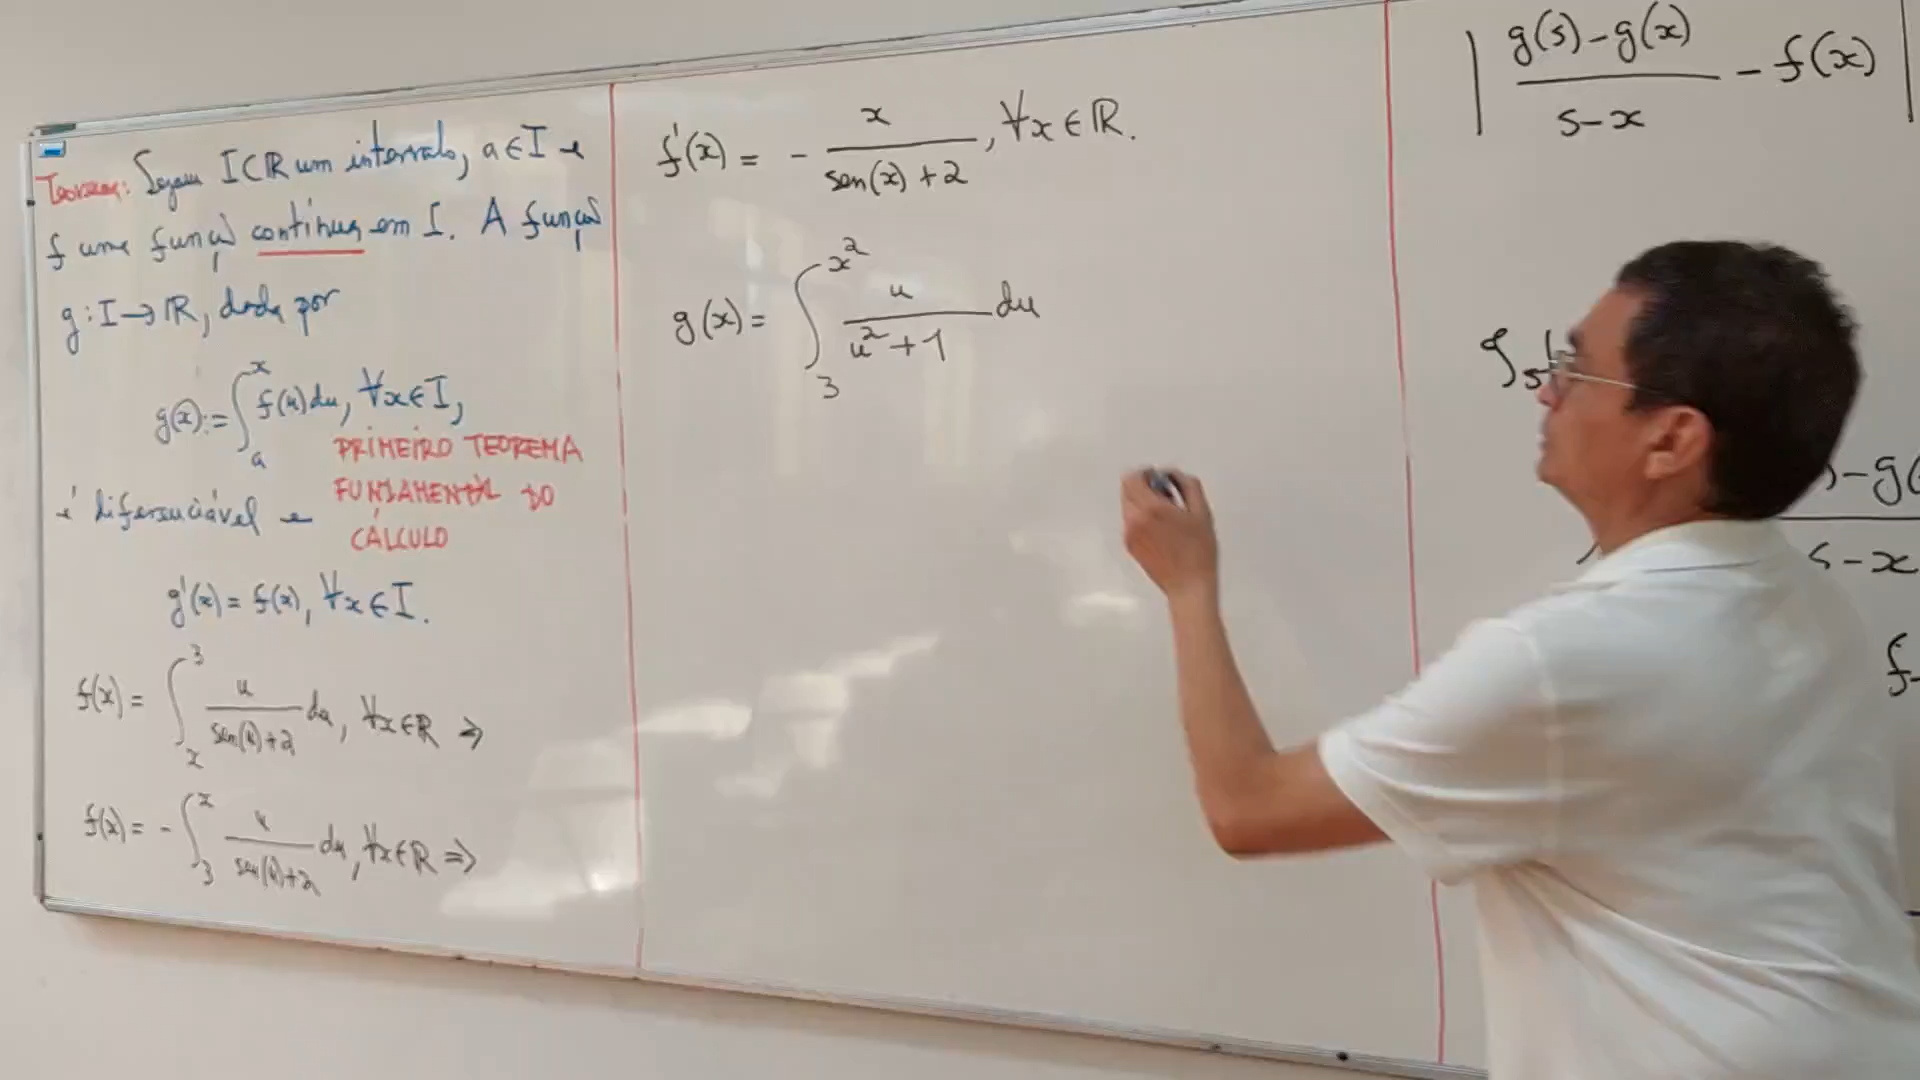 Teorema: Sejam I⊂ℝ um intervalo, a∈I e
f uma função contínua em I. A função
g: I→ℝ, dada por
g(x):=∫_a^x f(u)du, ∀x∈I,
PRIMEIRO TEOREMA
FUNDAMENTAL DO
CÁLCULO
é diferenciável e
g'(x)= f(x), ∀x∈I.
f(x)= ∫_x^3 u/(sen(u)+2) du, ∀x∈ℝ ⇒
f(x)= -∫_3^x u/(sen(u)+2) du, ∀x∈ℝ ⇒
f'(x)= - x/(sen(x)+2), ∀x∈ℝ.
g(x)= ∫_3^{x^2} u/(u^2+1) du
| (g(s)-g(x))/(s-x) - f(x) |
-g(
s-x
f-